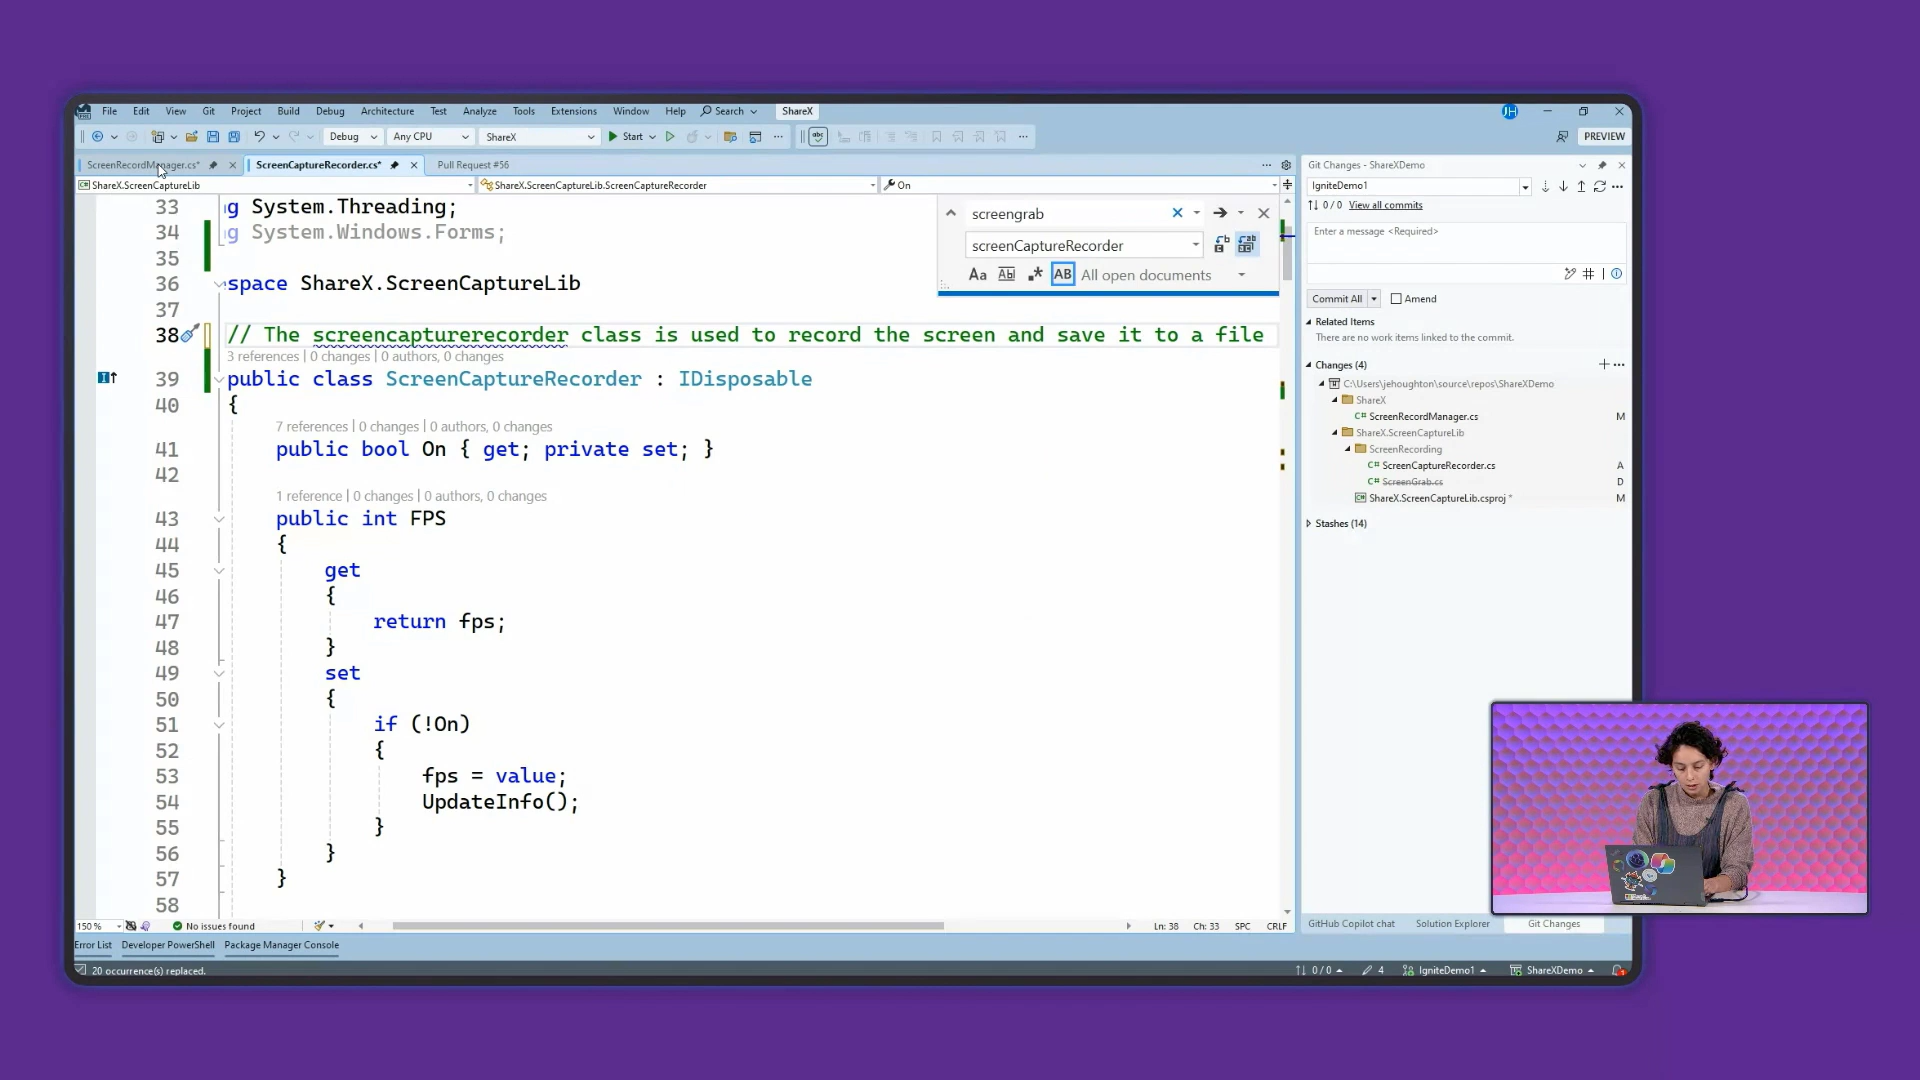 File Edit View Git Project Build Debug Architecture Test Analyze Tools Extensions Window Help Search ShareX JH
Debug Any CPU ShareX Start PREVIEW
ScreenRecordManager.cs* ScreenCaptureRecorder.cs* Pull Request #56
ShareX.ScreenCaptureLib ShareX.ScreenCaptureLib.ScreenCaptureRecorder On
33 g System.Threading;
34 g System.Windows.Forms;
35
36 space ShareX.ScreenCaptureLib
37
38 // The screencapturerecorder class is used to record the screen and save it to a file
3 references | 0 changes | 0 authors, 0 changes
39 public class ScreenCaptureRecorder : IDisposable
40 {
7 references | 0 changes | 0 authors, 0 changes
41 public bool On { get; private set; }
42
1 reference | 0 changes | 0 authors, 0 changes
43 public int FPS
44 {
45 get
46 {
47 return fps;
48 }
49 set
50 {
51 if (!On)
52 {
53 fps = value;
54 UpdateInfo();
55 }
56 }
57 }
58
screengrab
screenCaptureRecorder
Aa Ab AB All open documents
150 % No issues found Ln: 38 Ch: 33 SPC CRLF
Error List Developer PowerShell Package Manager Console
20 occurrence(s) replaced. 0 / 0 4 IgniteDemo1 ShareXDemo
Git Changes - ShareXDemo
IgniteDemo1
0 / 0 View all commits
Enter a message <Required>
Commit All Amend
Related Items
There are no work items linked to the commit.
Changes (4)
C:\Users\jehoughton\source\repos\ShareXDemo
ShareX
C# ScreenRecordManager.cs M
ShareX.ScreenCaptureLib
ScreenRecording
C# ScreenCaptureRecorder.cs A
C# ScreenGrab.cs D
ShareX.ScreenCaptureLib.csproj * M
Stashes (14)
GitHub Copilot chat Solution Explorer Git Changes